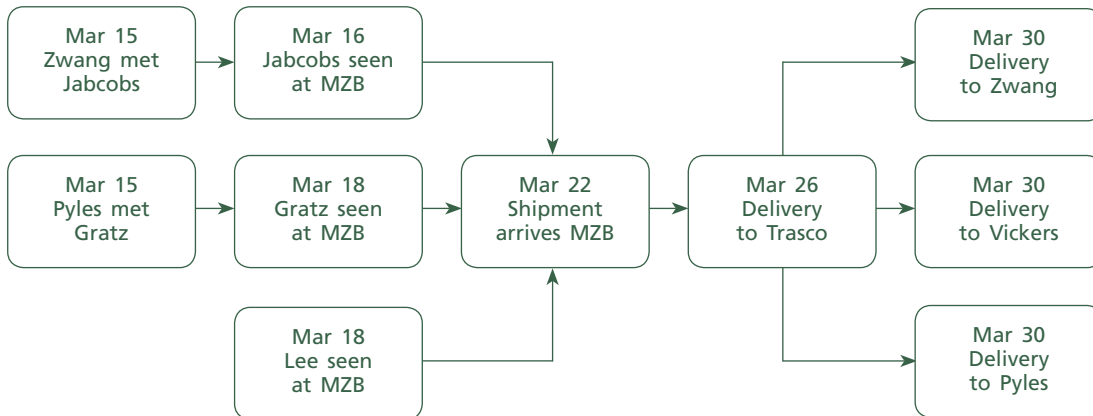 Mar 15
Zwang met
Jabcobs
Mar 16
Jabcobs seen
at MZB
Mar 30
Delivery
to Zwang
Mar 15
Pyles met
Gratz
Mar 18
Gratz seen
at MZB
Mar 22
Shipment
arrives MZB
Mar 26
Delivery
to Trasco
Mar 30
Delivery
to Vickers
Mar 18
Lee seen
at MZB
Mar 30
Delivery
to Pyles